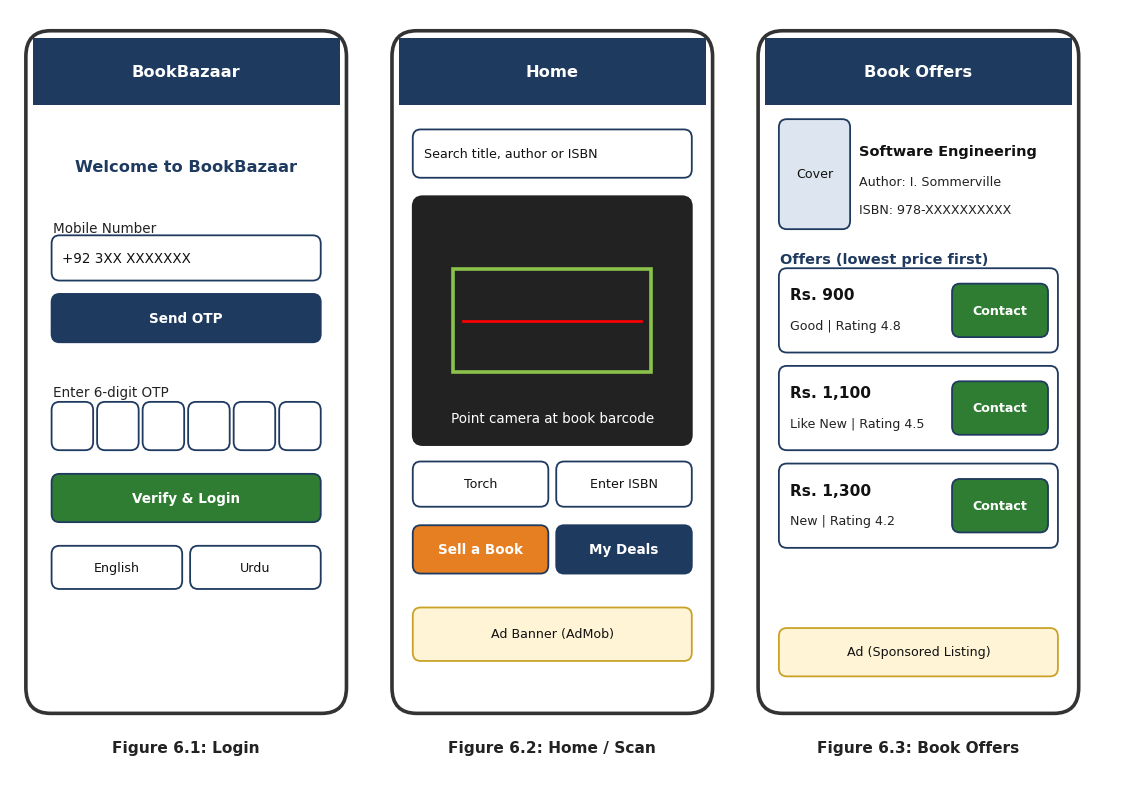 BookBazaar
Welcome to BookBazaar
Mobile Number
+92 3XX XXXXXXX
Send OTP
Enter 6-digit OTP
Verify & Login
English
Urdu
Figure 6.1: Login
Home
Search title, author or ISBN
Point camera at book barcode
Torch
Enter ISBN
Sell a Book
My Deals
Ad Banner (AdMob)
Figure 6.2: Home / Scan
Book Offers
Cover
Software Engineering
Author: I. Sommerville
ISBN: 978-XXXXXXXXXX
Offers (lowest price first)
Rs. 900
Good | Rating 4.8
Contact
Rs. 1,100
Like New | Rating 4.5
Contact
Rs. 1,300
New | Rating 4.2
Contact
Ad (Sponsored Listing)
Figure 6.3: Book Offers